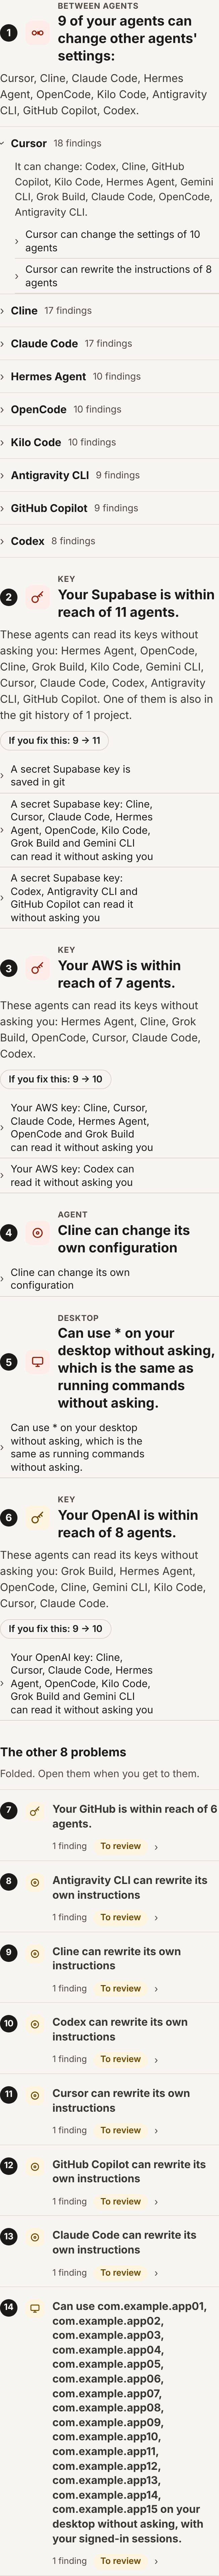 BETWEEN AGENTS
1
9 of your agents can
change other agents'
settings:
Cursor, Cline, Claude Code, Hermes
Agent, OpenCode, Kilo Code, Antigravity
CLI, GitHub Copilot, Codex.
Cursor 18 findings
It can change: Codex, Cline, GitHub
Copilot, Kilo Code, Hermes Agent, Gemini
CLI, Grok Build, Claude Code, OpenCode,
Antigravity CLI.
Cursor can change the settings of 10
agents
Cursor can rewrite the instructions of 8
agents
Cline 17 findings
Claude Code 17 findings
Hermes Agent 10 findings
OpenCode 10 findings
Kilo Code 10 findings
Antigravity CLI 9 findings
GitHub Copilot 9 findings
Codex 8 findings
KEY
2
Your Supabase is within
reach of 11 agents.
These agents can read its keys without
asking you: Hermes Agent, OpenCode,
Cline, Grok Build, Kilo Code, Gemini CLI,
Cursor, Claude Code, Codex, Antigravity
CLI, GitHub Copilot. One of them is also in
the git history of 1 project.
If you fix this: 9 → 11
A secret Supabase key is
saved in git
A secret Supabase key: Cline,
Cursor, Claude Code, Hermes
Agent, OpenCode, Kilo Code,
Grok Build and Gemini CLI
can read it without asking you
A secret Supabase key:
Codex, Antigravity CLI and
GitHub Copilot can read it
without asking you
KEY
3
Your AWS is within
reach of 7 agents.
These agents can read its keys without
asking you: Hermes Agent, Cline, Grok
Build, OpenCode, Cursor, Claude Code,
Codex.
If you fix this: 9 → 10
Your AWS key: Cline, Cursor,
Claude Code, Hermes Agent,
OpenCode and Grok Build
can read it without asking you
Your AWS key: Codex can
read it without asking you
AGENT
4
Cline can change its
own configuration
Cline can change its own
configuration
DESKTOP
5
Can use * on your
desktop without asking,
which is the same as
running commands
without asking.
Can use * on your desktop
without asking, which is the
same as running commands
without asking.
KEY
6
Your OpenAI is within
reach of 8 agents.
These agents can read its keys without
asking you: Grok Build, Hermes Agent,
OpenCode, Cline, Gemini CLI, Kilo Code,
Cursor, Claude Code.
If you fix this: 9 → 10
Your OpenAI key: Cline,
Cursor, Claude Code, Hermes
Agent, OpenCode, Kilo Code,
Grok Build and Gemini CLI
can read it without asking you
The other 8 problems
Folded. Open them when you get to them.
7
Your GitHub is within reach of 6
agents.
1 finding To review
8
Antigravity CLI can rewrite its
own instructions
1 finding To review
9
Cline can rewrite its own
instructions
1 finding To review
10
Codex can rewrite its own
instructions
1 finding To review
11
Cursor can rewrite its own
instructions
1 finding To review
12
GitHub Copilot can rewrite its
own instructions
1 finding To review
13
Claude Code can rewrite its
own instructions
1 finding To review
14
Can use com.example.app01,
com.example.app02,
com.example.app03,
com.example.app04,
com.example.app05,
com.example.app06,
com.example.app07,
com.example.app08,
com.example.app09,
com.example.app10,
com.example.app11,
com.example.app12,
com.example.app13,
com.example.app14,
com.example.app15 on your
desktop without asking, with
your signed-in sessions.
1 finding To review